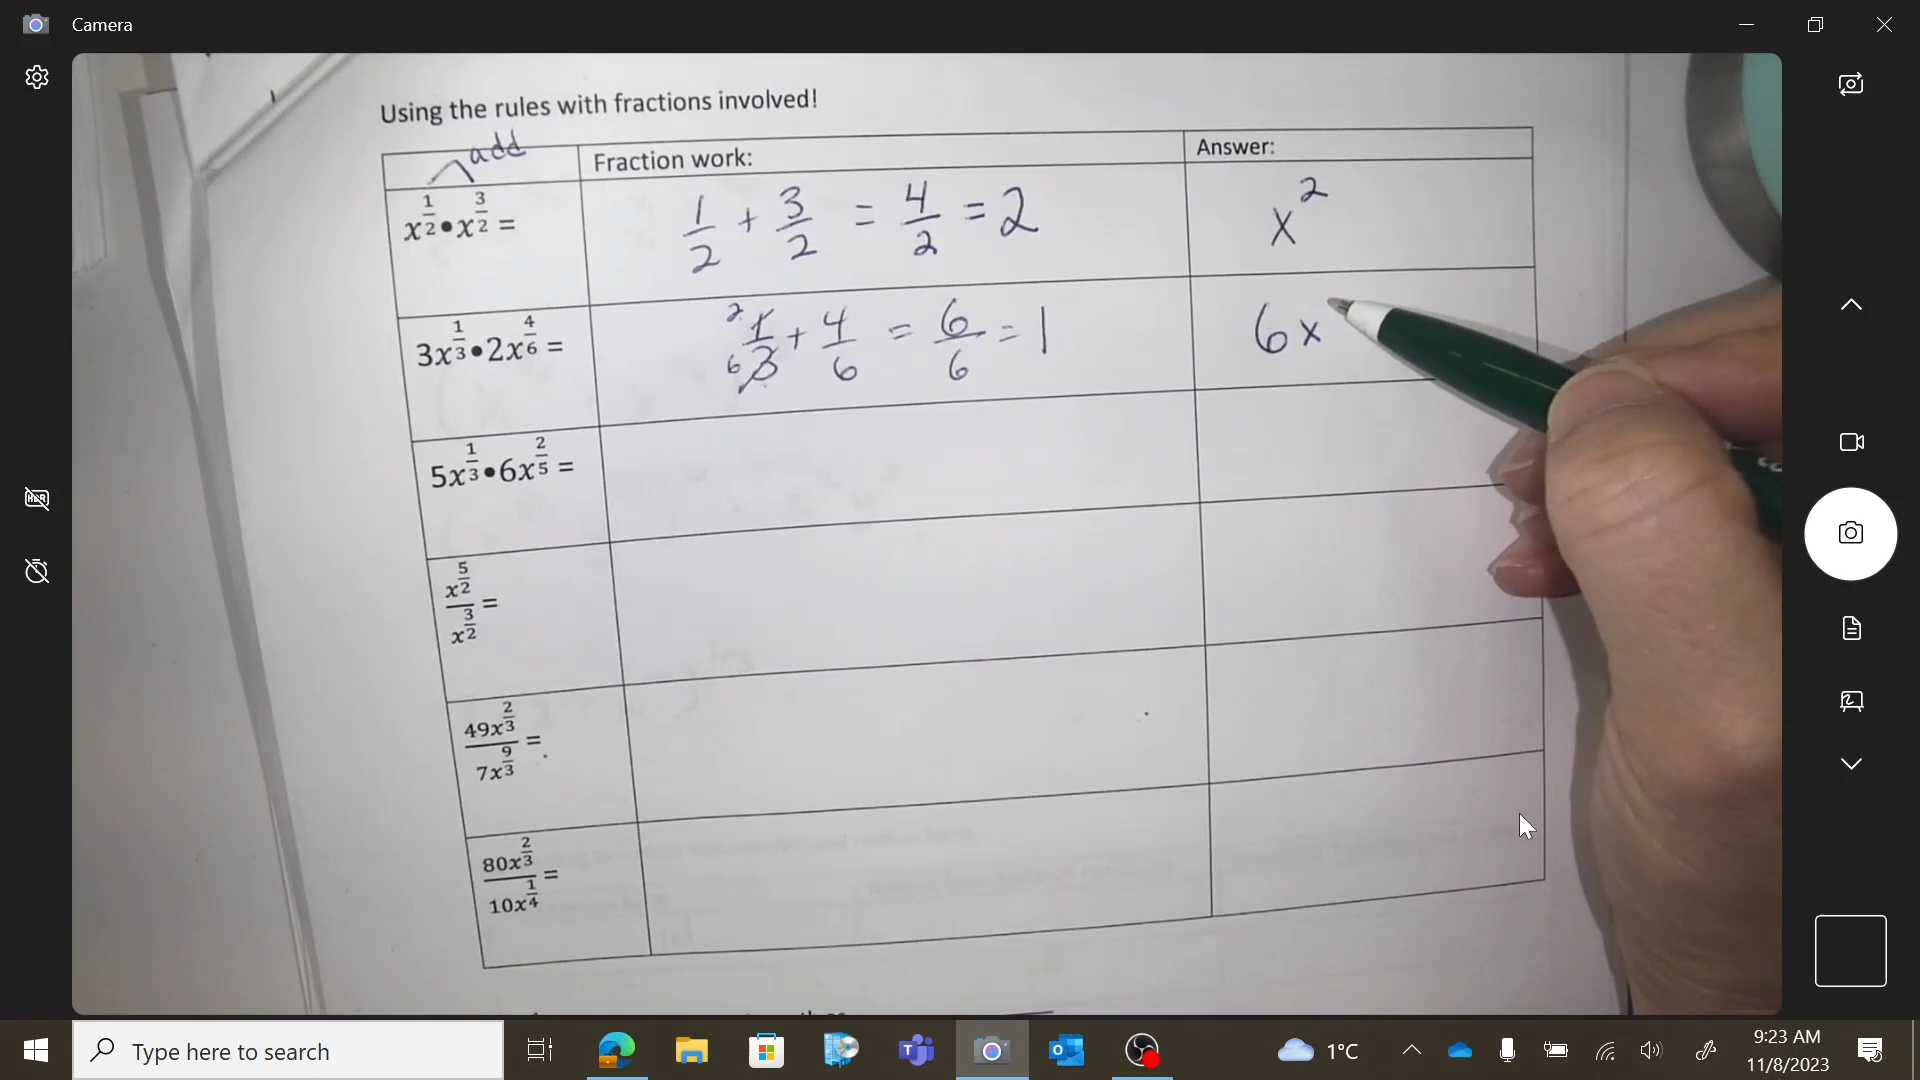 Camera
Using the rules with fractions involved!
add
Fraction work:
Answer:
x^(1/2) • x^(3/2) =
1/2 + 3/2 = 4/2 = 2
x^2
3x^(1/3) • 2x^(4/6) =
2 1/3 6 + 4/6 = 6/6 = 1
6x
5x^(1/3) • 6x^(2/5) =
x^(5/2) / x^(3/2) =
49x^(2/3) / 7x^(9/3) =
80x^(2/3) / 10x^(1/4) =
Type here to search
1°C
9:23 AM
11/8/2023